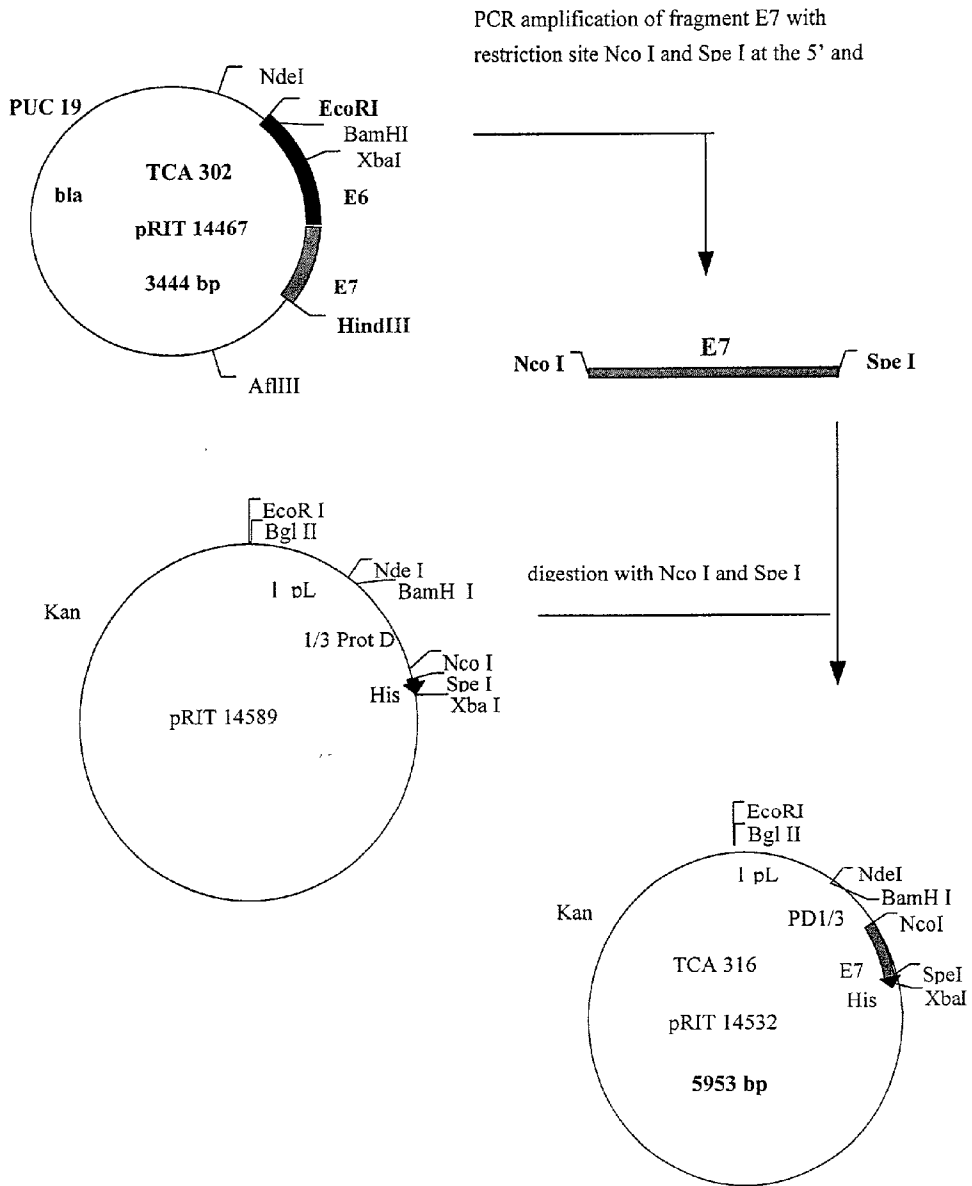 PCR amplification of fragment E7 with
restriction site Nco I and Spe I at the 5' and
NdeI
PUC 19
EcoRI
BamHI
XbaI
TCA 302
bla
E6
pRIT 14467
3444 bp
E7
HindIII
AflIII
E7
Nco I
Spe I
EcoR I
Bgl II
Nde I
BamH I
l pL
Kan
1/3 Prot D
Nco I
Spe I
His
Xba I
pRIT 14589
digestion with Nco I and Spe I
EcoRI
Bgl II
l pL
NdeI
BamH I
Kan
PD1/3
NcoI
TCA 316
E7
SpeI
His
XbaI
pRIT 14532
5953 bp